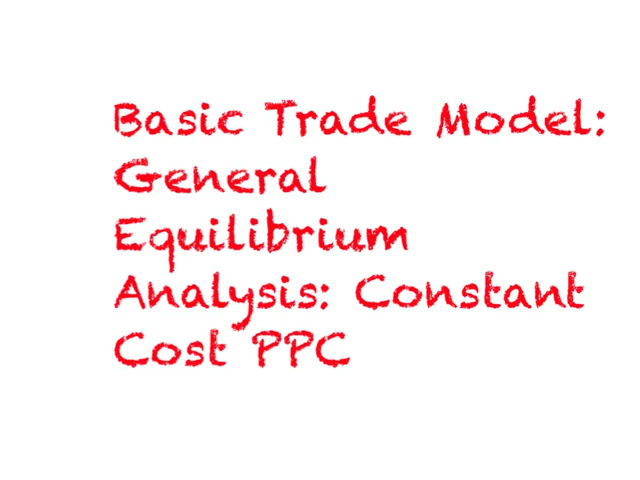 Basic Trade Model:
General
Equilibrium
Analysis: Constant
Cost PPC